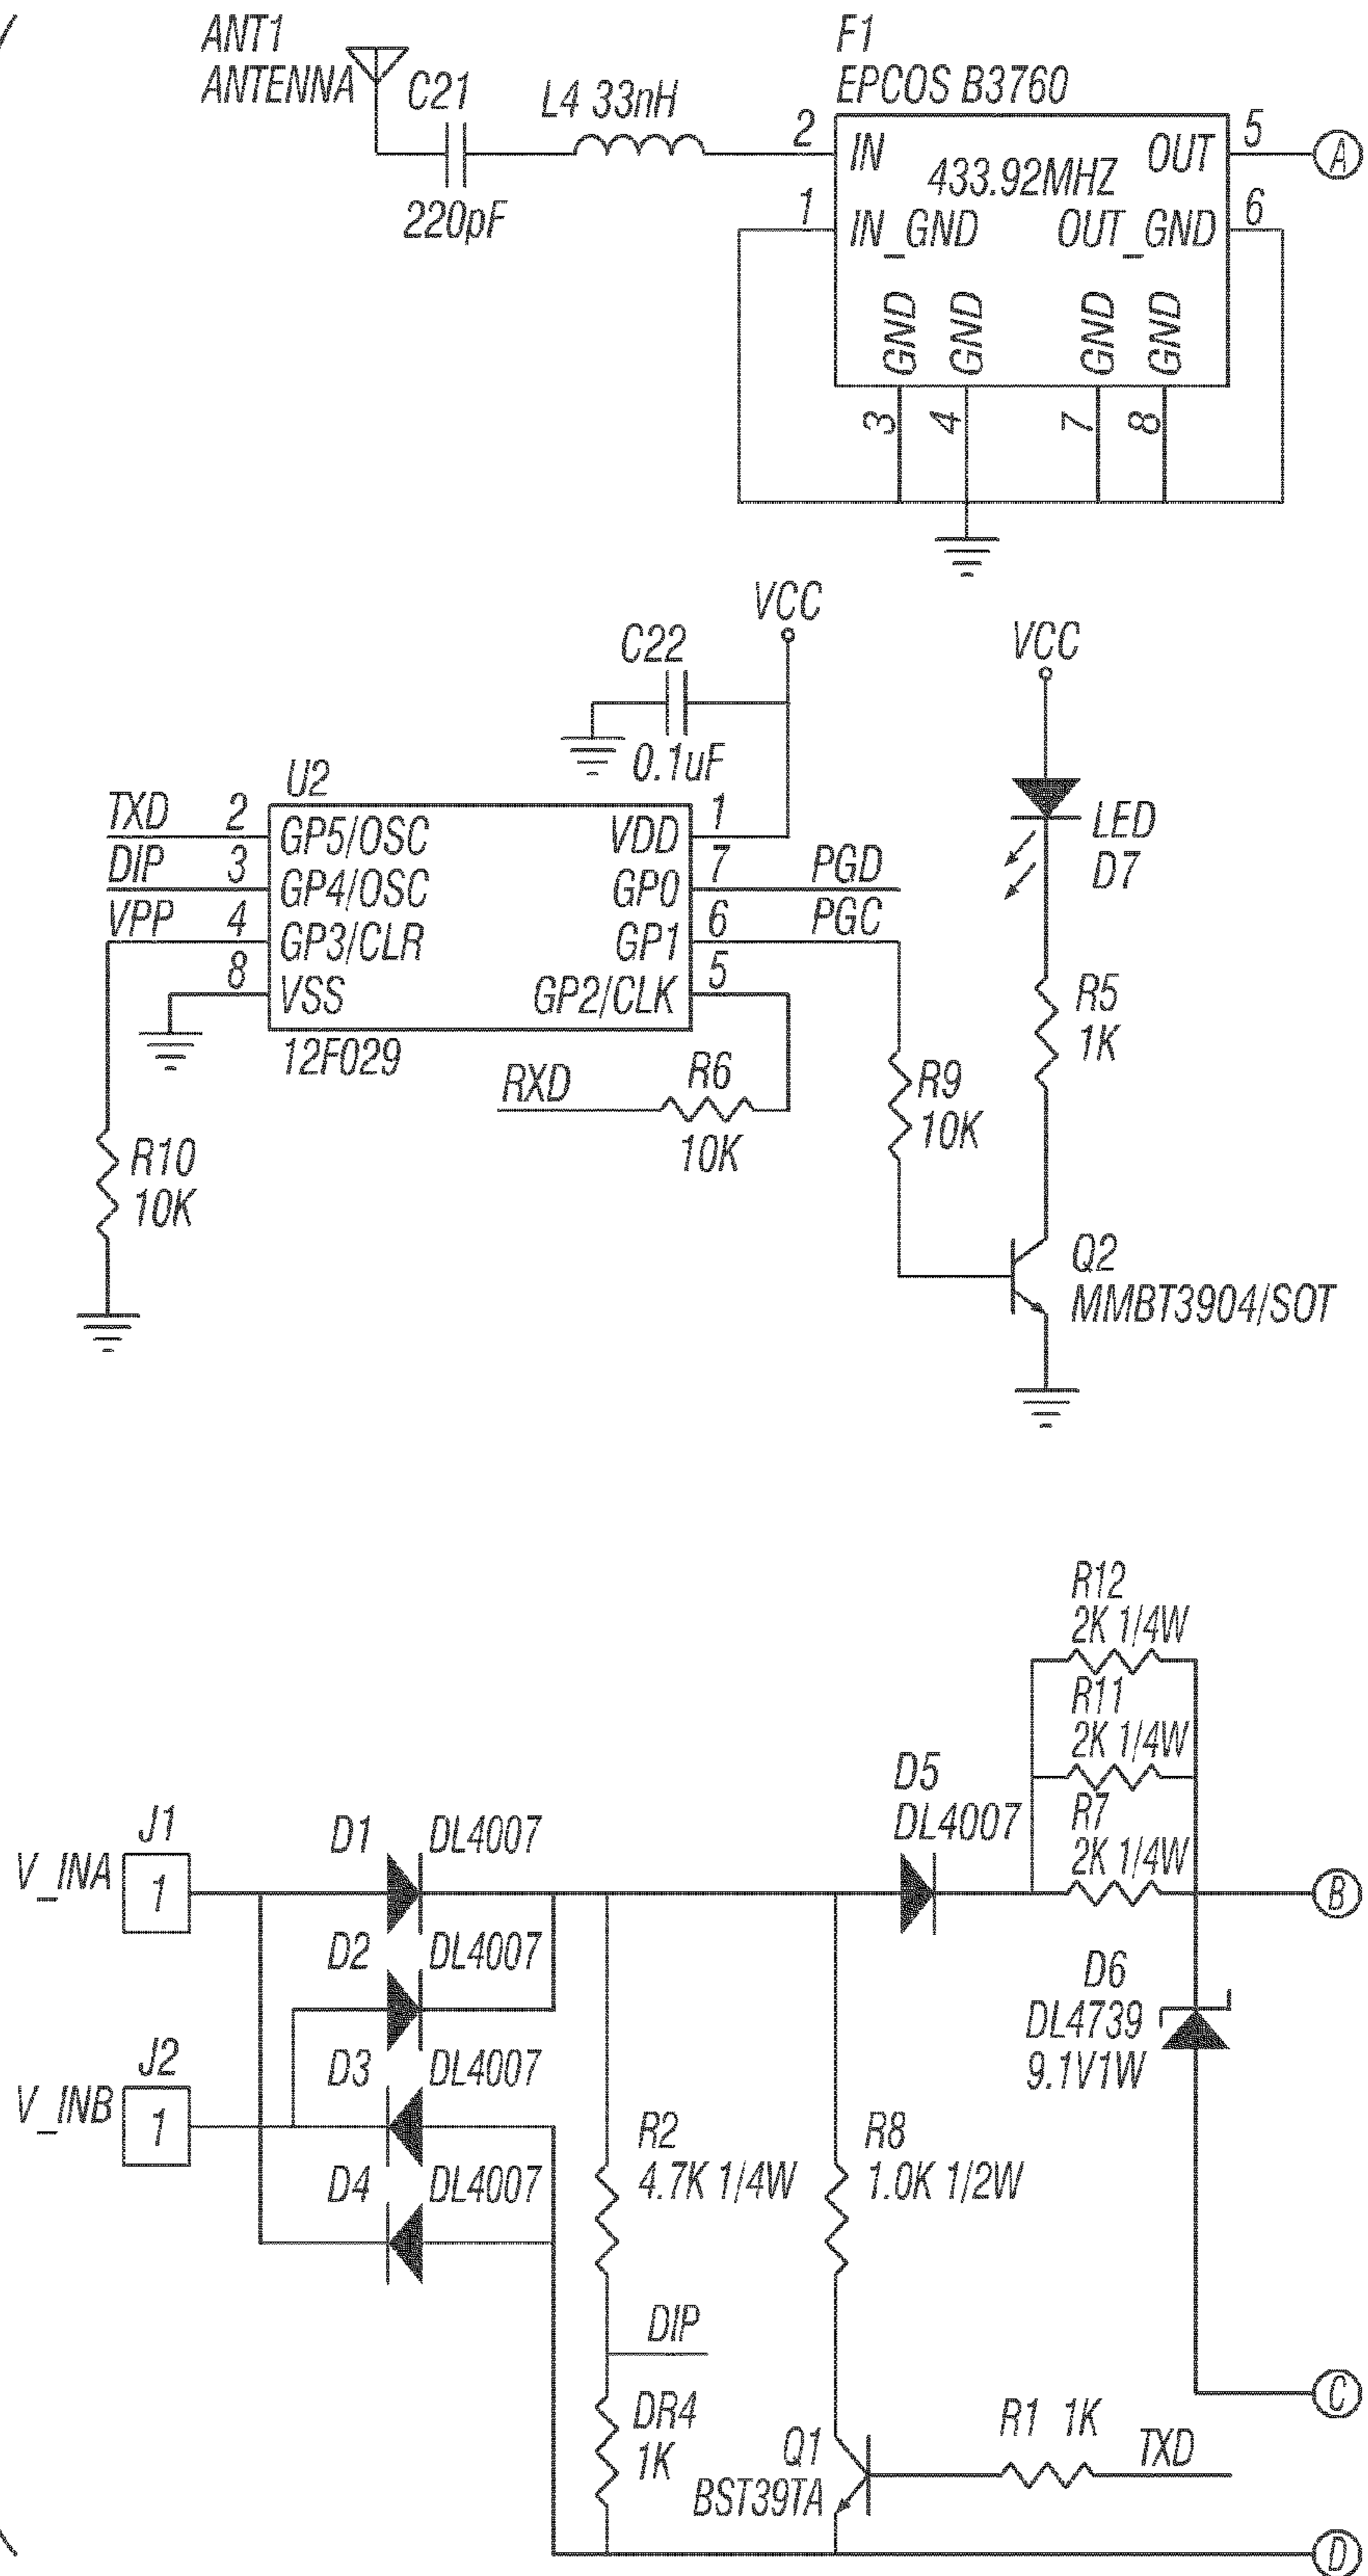 ANT1
ANTENNA
C21
220pF
L4 33nH
F1
EPCOS B3760
2
IN
433.92MHZ
OUT
5
A
1
IN_GND
OUT_GND
6
GND
GND
GND
GND
3
4
7
8
VCC
C22
0.1uF
VCC
U2
TXD
2
GP5/OSC
VDD
1
DIP
3
GP4/OSC
GP0
7
PGD
VPP
4
GP3/CLR
GP1
6
PGC
8
VSS
GP2/CLK
5
12F029
LED
D7
R5
1K
RXD
R6
10K
R9
10K
R10
10K
Q2
MMBT3904/SOT
R12
2K 1/4W
R11
2K 1/4W
D5
DL4007
R7
2K 1/4W
B
J1
V_INA
1
D1
DL4007
D2
DL4007
D6
DL4739
9.1V1W
J2
V_INB
1
D3
DL4007
D4
DL4007
R2
4.7K 1/4W
R8
1.0K 1/2W
DIP
C
DR4
1K
Q1
BST39TA
R1 1K
TXD
D